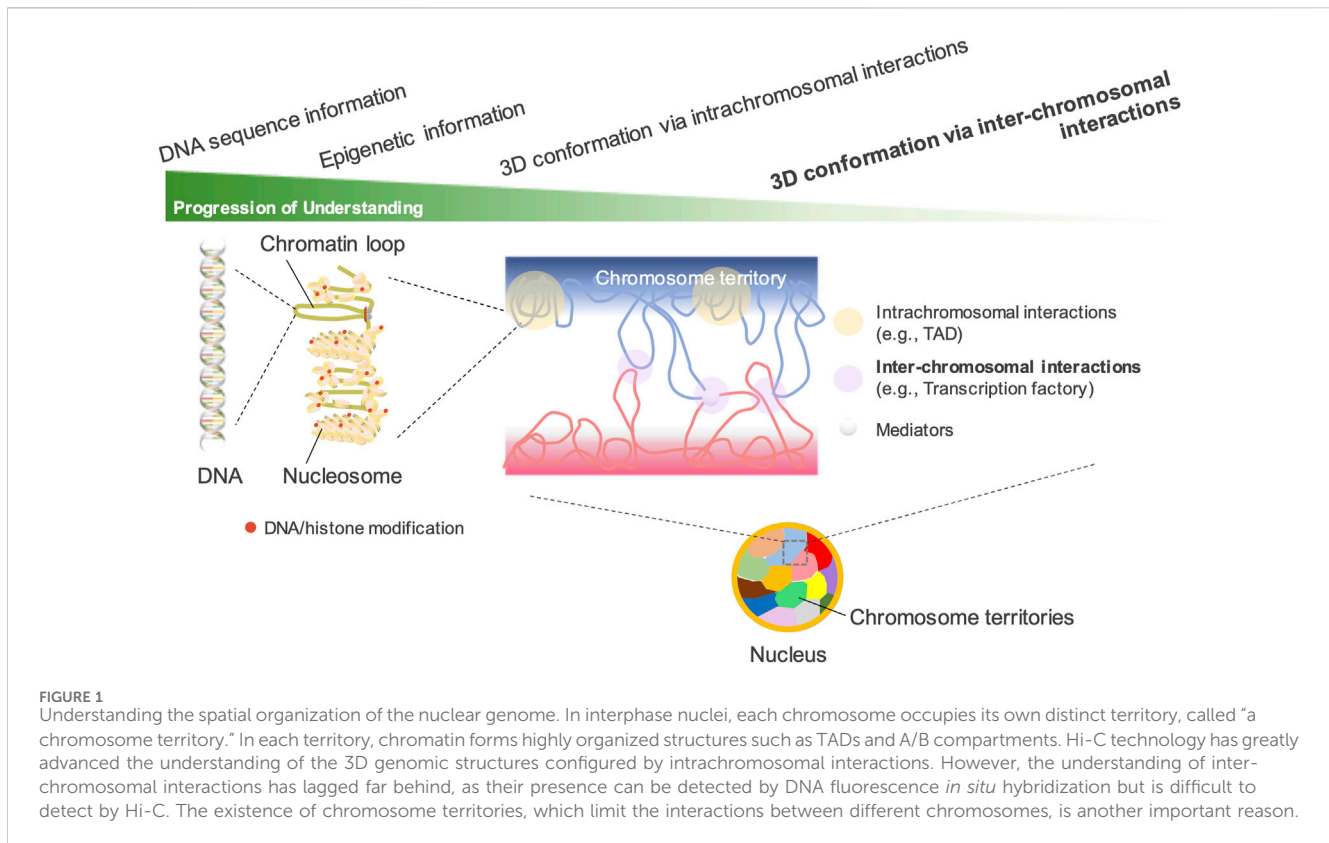 DNA sequence information
Epigenetic information
3D conformation via intrachromosomal interactions
3D conformation via inter-chromosomal
interactions
Progression of Understanding
Chromatin loop
Chromosome territory
Intrachromosomal interactions
(e.g., TAD)
Inter-chromosomal interactions
(e.g., Transcription factory)
Mediators
DNA
Nucleosome
DNA/histone modification
Chromosome territories
Nucleus
FIGURE 1
Understanding the spatial organization of the nuclear genome. In interphase nuclei, each chromosome occupies its own distinct territory, called “a
chromosome territory.” In each territory, chromatin forms highly organized structures such as TADs and A/B compartments. Hi-C technology has greatly
advanced the understanding of the 3D genomic structures configured by intrachromosomal interactions. However, the understanding of inter-
chromosomal interactions has lagged far behind, as their presence can be detected by DNA fluorescence in situ hybridization but is difficult to
detect by Hi-C. The existence of chromosome territories, which limit the interactions between different chromosomes, is another important reason.